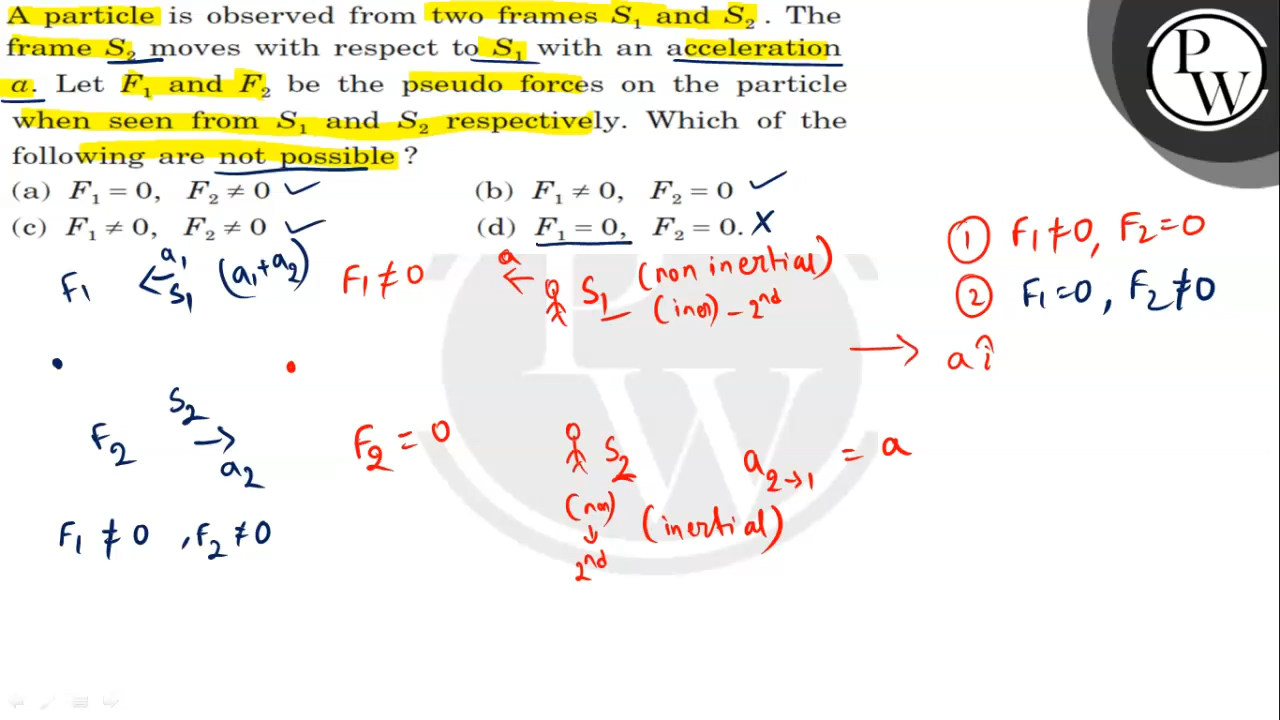 A particle is observed from two frames S₁ and S₂. The
frame S₂ moves with respect to S₁ with an acceleration
a. Let F₁ and F₂ be the pseudo forces on the particle
when seen from S₁ and S₂ respectively. Which of the
following are not possible ?
(a) F₁ = 0, F₂ ≠ 0 ✓ (b) F₁ ≠ 0, F₂ = 0 ✓
(c) F₁ ≠ 0, F₂ ≠ 0 ✓ (d) F₁ = 0, F₂ = 0. ✗
PW
① F₁ ≠ 0, F₂ = 0
② F₁ = 0, F₂ ≠ 0
→ a î
F₁ ← a₁ S₁ (a₁+a₂)
F₂ S₂ → a₂
F₁ ≠ 0, F₂ ≠ 0
F₁ ≠ 0
F₂ = 0
a ← S₁ (non inertial)
(iner) – 2nd
S₂ a₂→₁ = a
(non) (inertial)
↓
2nd